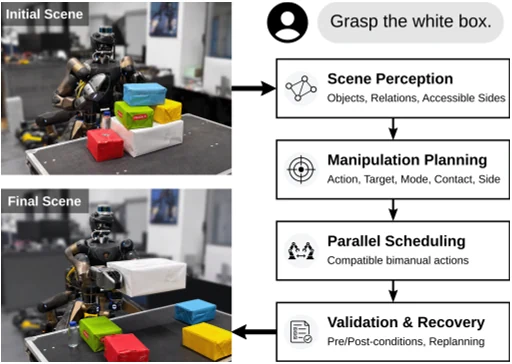 Initial Scene
Grasp the white box.
Scene Perception
Objects, Relations, Accessible Sides
Manipulation Planning
Action, Target, Mode, Contact, Side
Final Scene
Parallel Scheduling
Compatible bimanual actions
Validation & Recovery
Pre/Post-conditions, Replanning